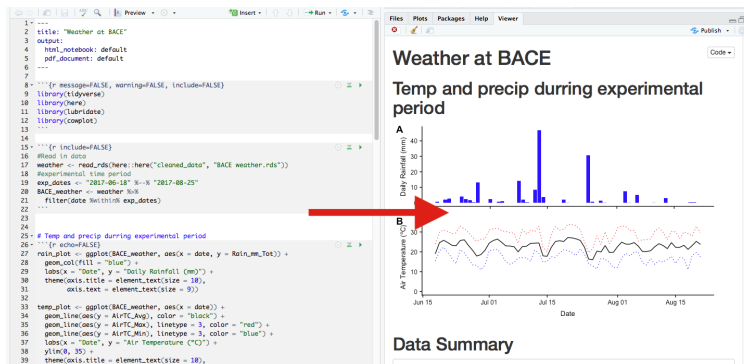 Preview
Insert
Run
Files Plots Packages Help Viewer
Publish
1 ---
2 title: "Weather at BACE"
3 output:
4 html_notebook: default
5 pdf_document: default
6 ---
7
8 ```{r message=FALSE, warning=FALSE, include=FALSE}
9 library(tidyverse)
10 library(here)
11 library(lubridate)
12 library(cowplot)
13 ```
14
15 ```{r include=FALSE}
16 #Read in data
17 weather <- read_rds(here::here("cleaned_data", "BACE weather.rds"))
18 #experimental time period
19 exp_dates <- "2017-06-18" %--% "2017-08-25"
20 BACE_weather <- weather %>%
21 filter(date %within% exp_dates)
22 ```
23
24
25 # Temp and precip durring experimental period
26 ```{r echo=FALSE}
27 rain_plot <- ggplot(BACE_weather, aes(x = date, y = Rain_mm_Tot)) +
28 geom_col(fill = "blue") +
29 labs(x = "Date", y = "Daily Rainfall (mm)") +
30 theme(axis.title = element_text(size = 10),
31 axis.text = element_text(size = 9))
32
33 temp_plot <- ggplot(BACE_weather, aes(x = date)) +
34 geom_line(aes(y = AirTC_Avg), color = "black") +
35 geom_line(aes(y = AirTC_Max), linetype = 3, color = "red") +
36 geom_line(aes(y = AirTC_Min), linetype = 3, color = "blue") +
37 labs(x = "Date", y = "Air Temperature (°C)") +
38 ylim(0, 35) +
39 theme(axis.title = element_text(size = 10),
Weather at BACE
Code
Temp and precip durring experimental
period
A
Daily Rainfall (mm)
40
30
20
10
0
B
Air Temperature (°C)
30
20
10
0
Jun 15 Jul 01 Jul 15 Aug 01 Aug 15
Date
Data Summary